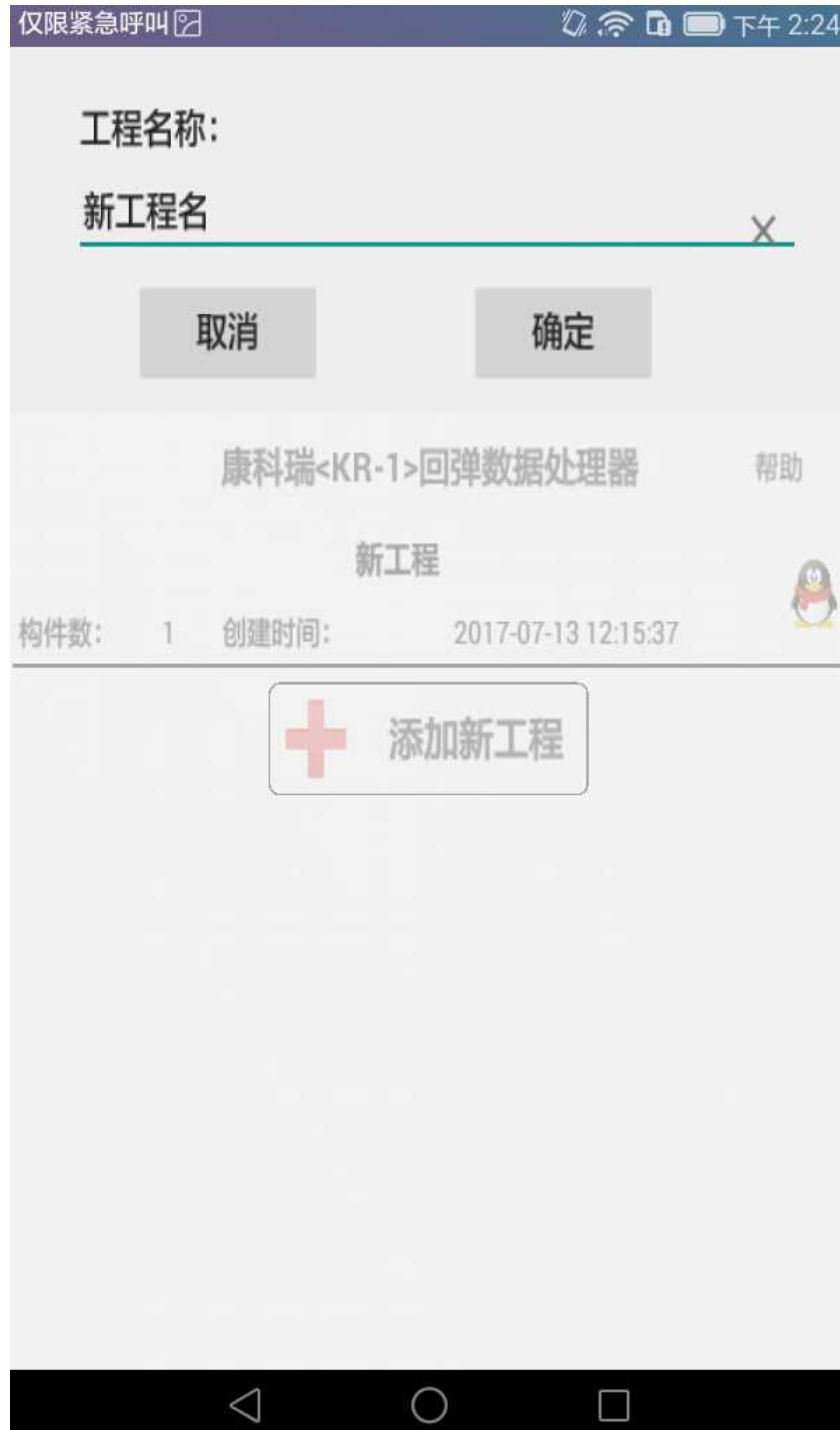 仅限紧急呼叫 下午 2:24
工程名称：
新工程名
取消 确定
康科瑞<KR-1>回弹数据处理器 帮助
新工程
构件数： 1 创建时间： 2017-07-13 12:15:37
添加新工程